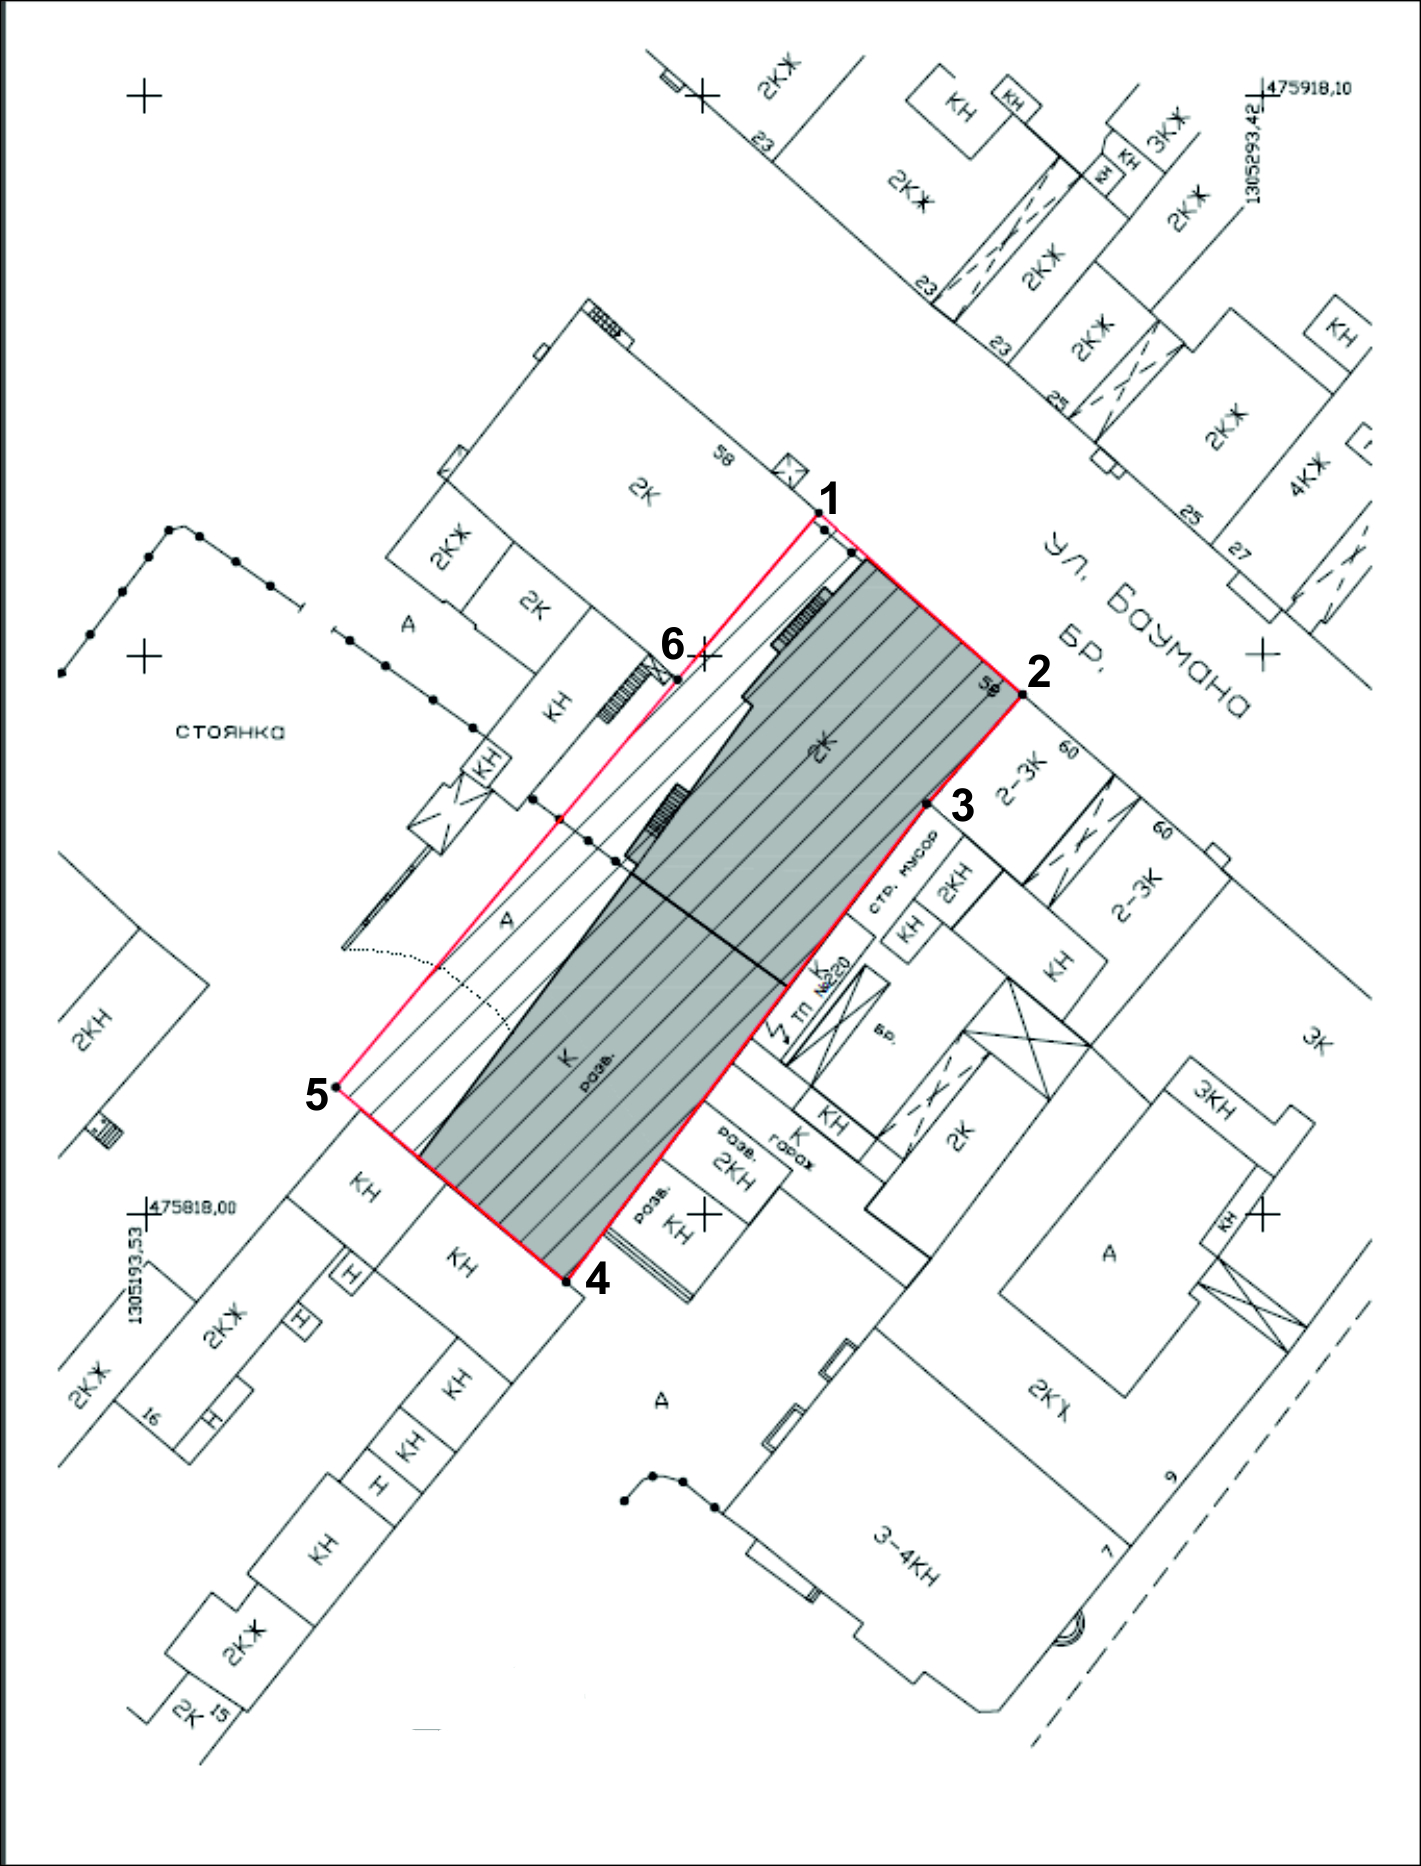 2КЖ
КН
КН
475918,10
1305293,42
3КЖ
23
КН
КН
2КЖ
2КЖ
2КЖ
23
2КЖ
23
КН
25
2КЖ
4КЖ
58
1
2К
25
27
ул. Баумана
БР.
2КЖ
2К
А
6
2
58
КН
стоянка
2К
60
КН
2-3К
3
60
стр. мусор
2КН
2-3К
А
КН
КН
К
ТП №220
БР.
2КН
3К
К
разв.
5
3КН
КН
2К
разв.
К
гараж
2КН
КН
разв.
КН
475818,00
1305193,53
КН
А
КН
Н
4
Н
2КЖ
2КЖ
КН
А
16
Н
КН
Н
9
КН
3-4КН
7
2КЖ
2К
15